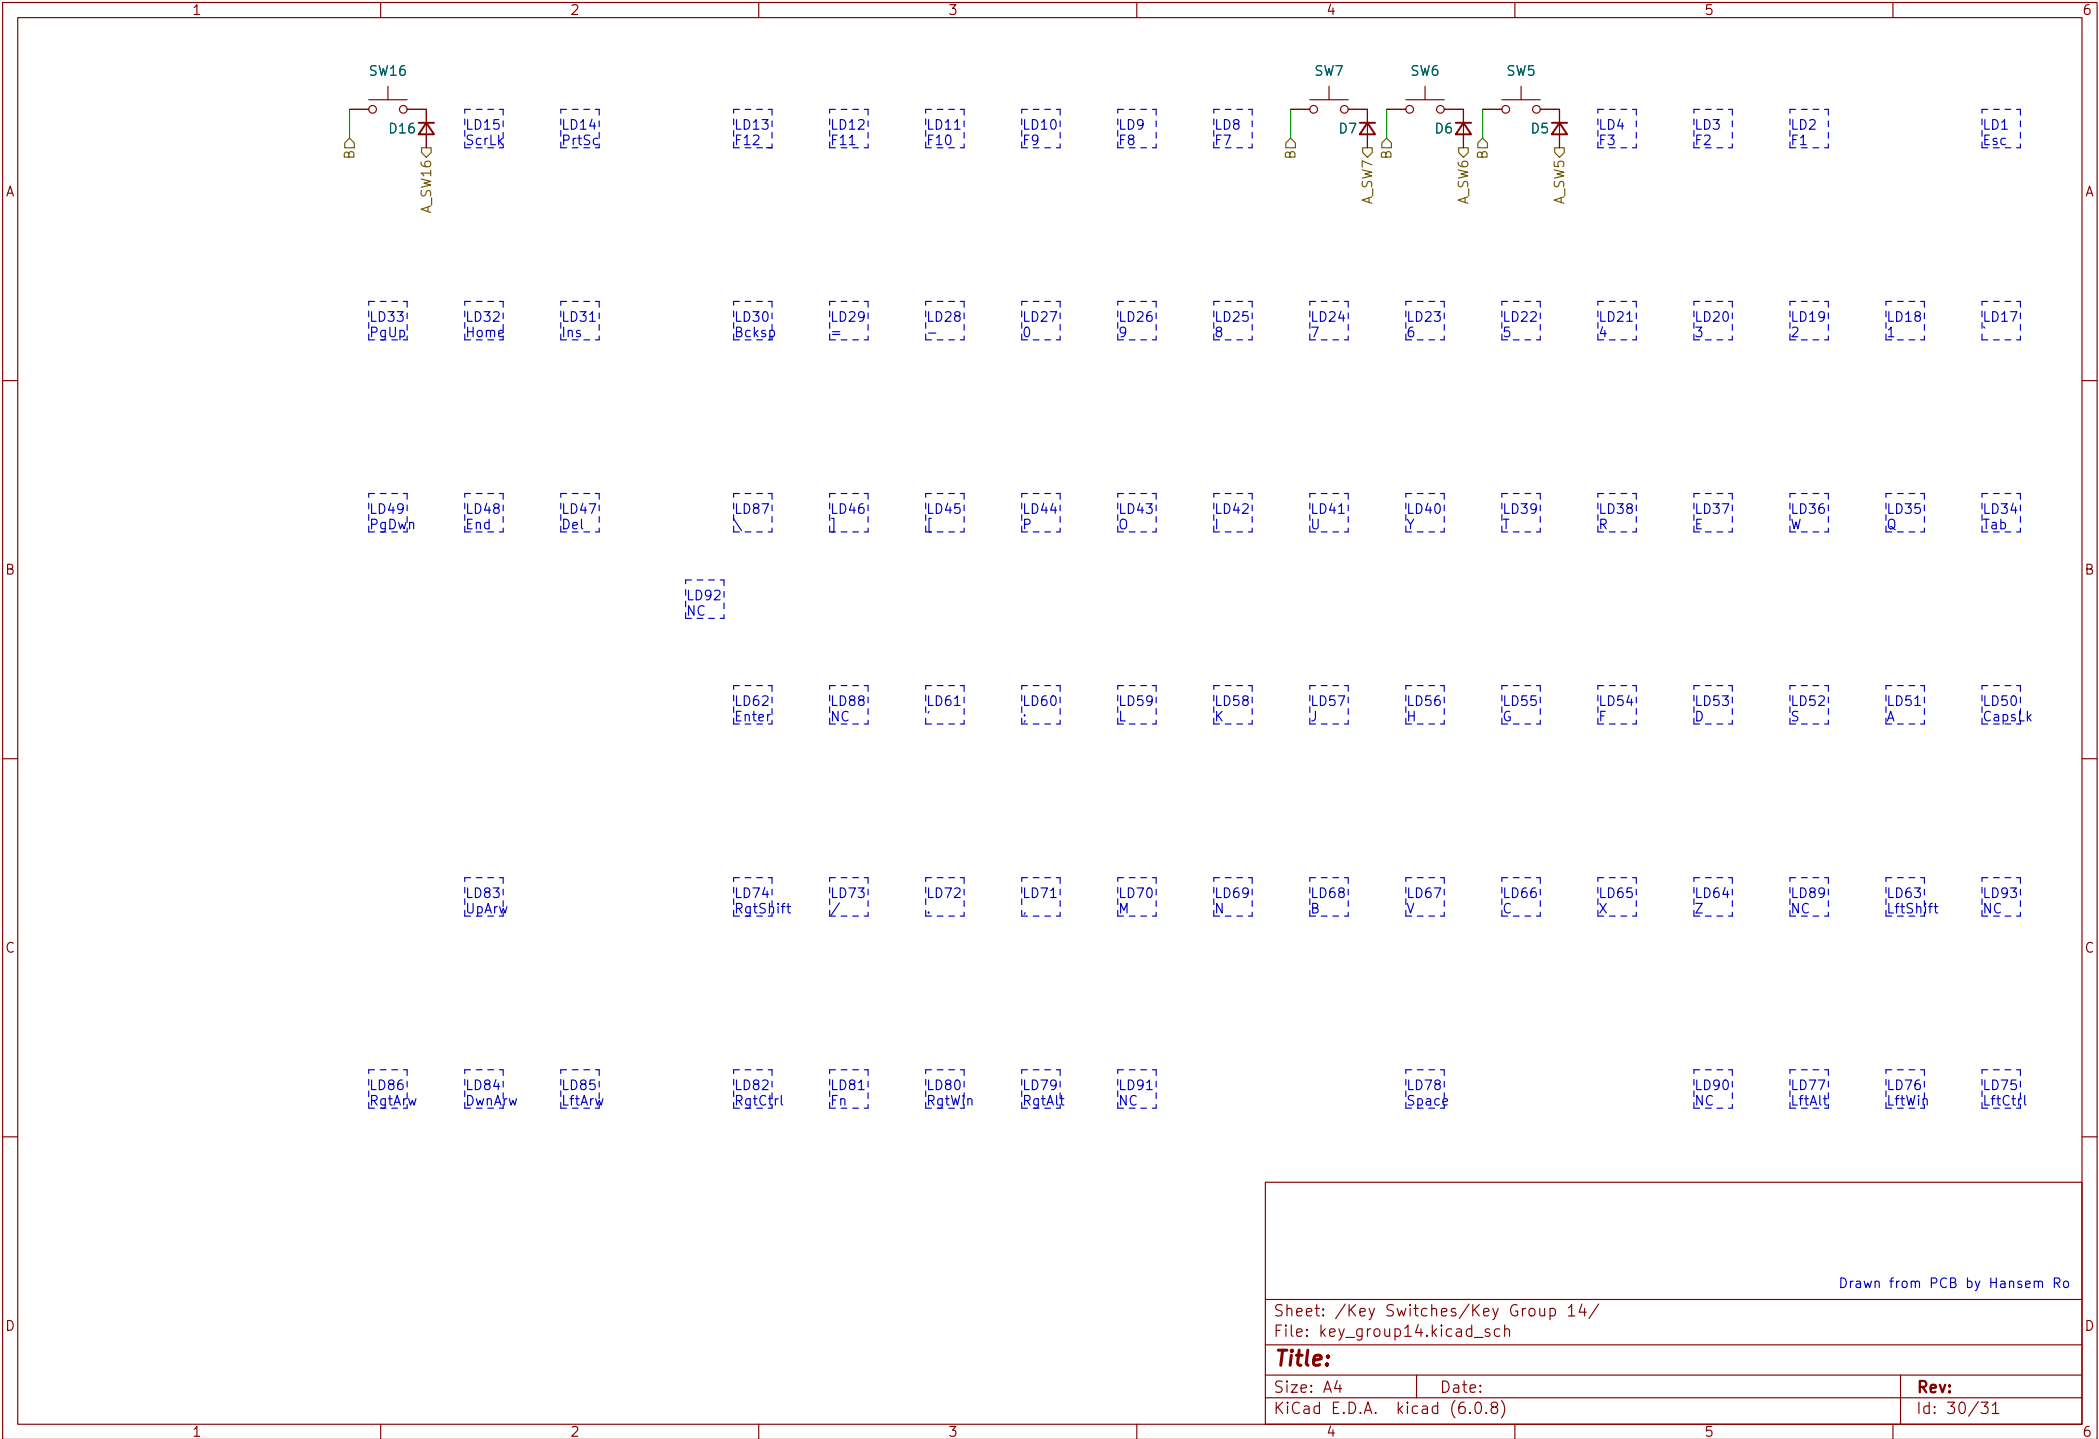 1 2 3 4 5 6
SW16 SW7 SW6 SW5
D16 LD15 LD14 LD13 LD12 LD11 LD10 LD9 LD8 D7 D6 D5 LD4 LD3 LD2 LD1
ScrLk PrtSc F12 F11 F10 F9 F8 F7 F3 F2 F1 Esc
B B B B
A_SW16 A_SW7 A_SW6 A_SW5
A A
LD33 LD32 LD31 LD30 LD29 LD28 LD27 LD26 LD25 LD24 LD23 LD22 LD21 LD20 LD19 LD18 LD17
PgUp Home Ins Bcksp = - 0 9 8 7 6 5 4 3 2 1 `
LD49 LD48 LD47 LD87 LD46 LD45 LD44 LD43 LD42 LD41 LD40 LD39 LD38 LD37 LD36 LD35 LD34
PgDwn End Del \ ] [ P O I U Y T R E W Q Tab
B B
LD92
NC
LD62 LD88 LD61 LD60 LD59 LD58 LD57 LD56 LD55 LD54 LD53 LD52 LD51 LD50
Enter NC ' ; L K J H G F D S A CapsLk
LD83 LD74 LD73 LD72 LD71 LD70 LD69 LD68 LD67 LD66 LD65 LD64 LD89 LD63 LD93
UpArw RgtShift / . , M N B V C X Z NC LftShift NC
C C
LD86 LD84 LD85 LD82 LD81 LD80 LD79 LD91 LD78 LD90 LD77 LD76 LD75
RgtArw DwnArw LftArw RgtCtrl Fn RgtWin RgtAlt NC Space NC LftAlt LftWin LftCtrl
Drawn from PCB by Hansem Ro
Sheet: /Key Switches/Key Group 14/
File: key_group14.kicad_sch
D D
Title:
Size: A4 Date: Rev:
KiCad E.D.A. kicad (6.0.8) Id: 30/31
1 2 3 4 5 6